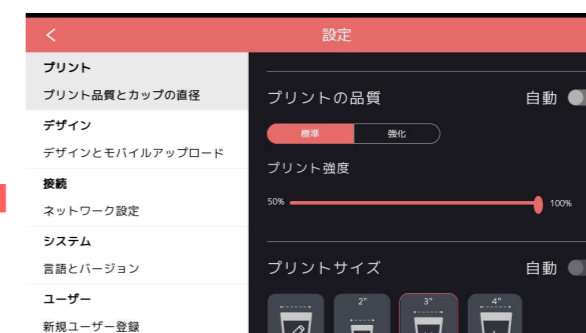 設定
プリント
プリント品質とカップの直径
デザイン
デザインとモバイルアップロード
接続
ネットワーク設定
システム
言語とバージョン
ユーザー
新規ユーザー登録
プリントの品質 自動
標準 強化
プリント強度
50% 100%
プリントサイズ 自動
2" 3" 4"